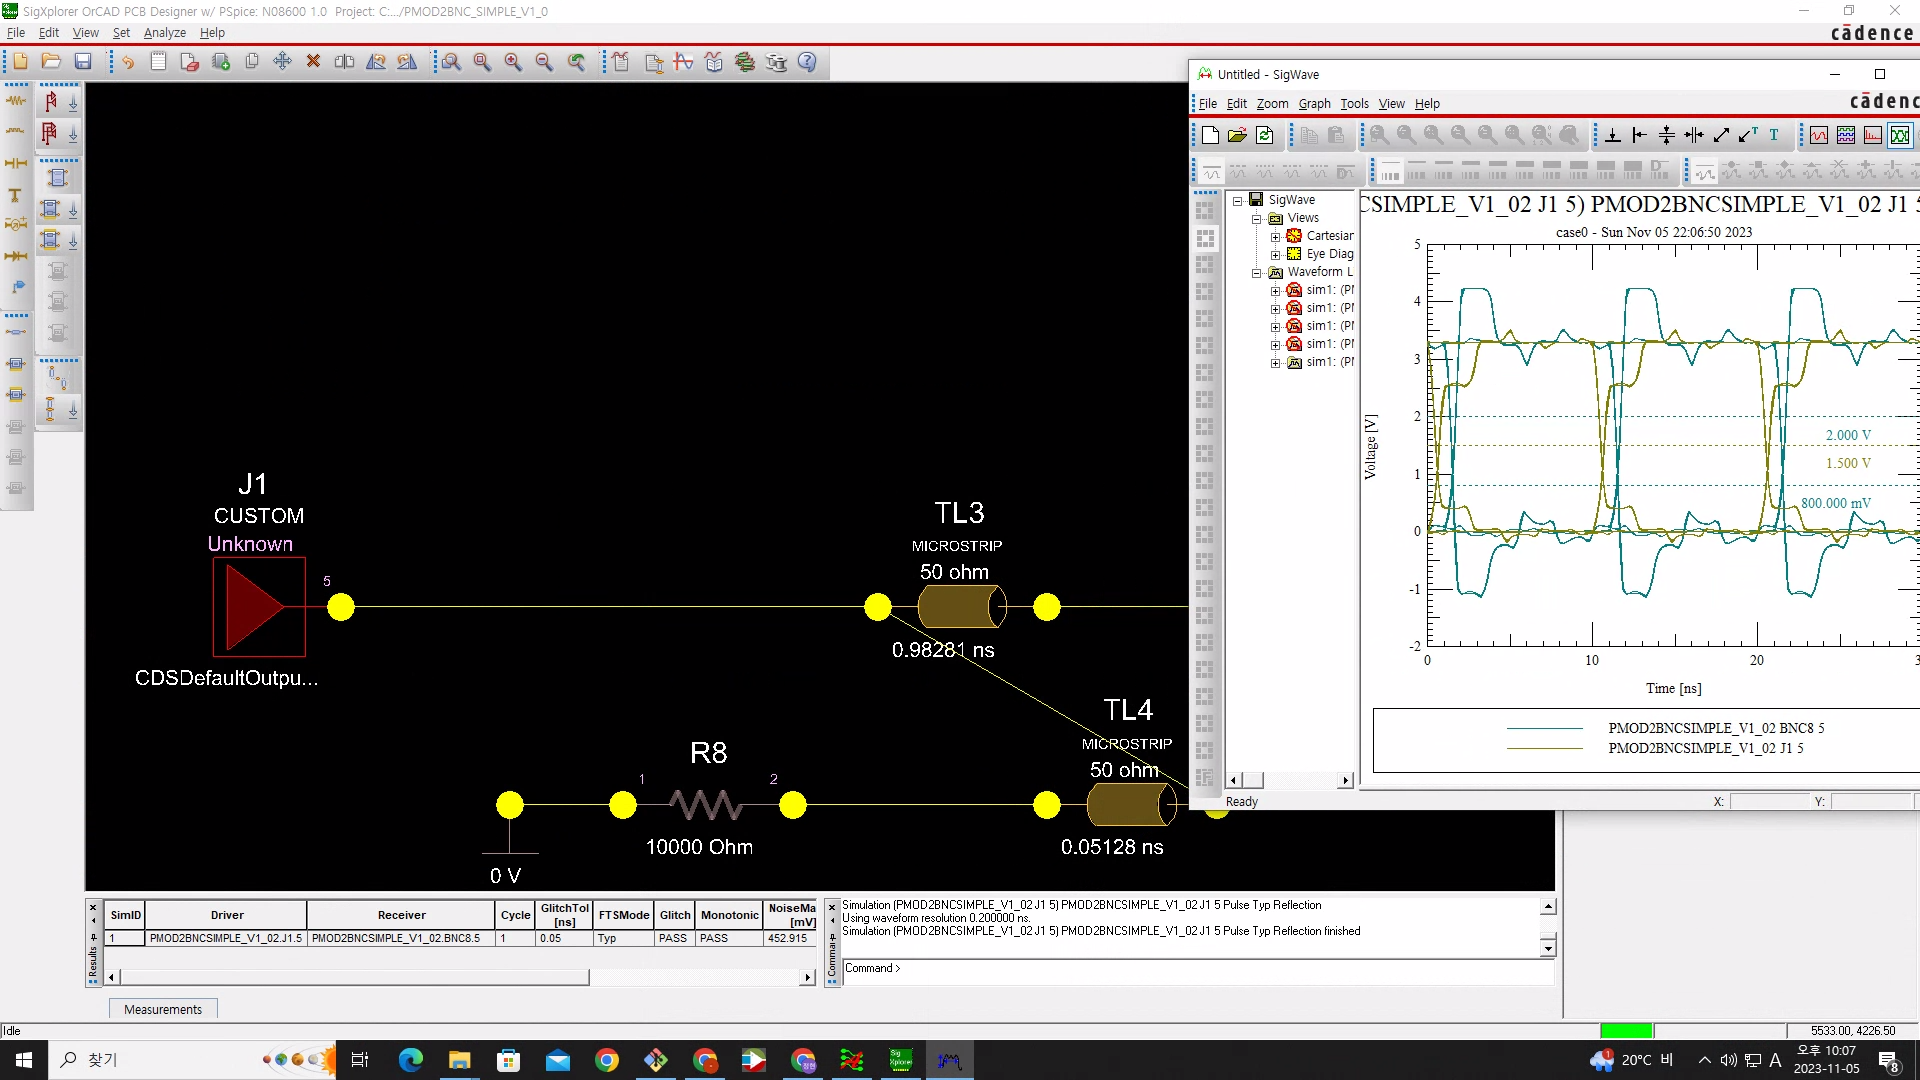 SigXplorer OrCAD PCB Designer w/ PSpice: N08600 1.0 Project: C:.../PMOD2BNC_SIMPLE_V1_0
File Edit View Set Analyze Help
cādence
Untitled - SigWave
File Edit Zoom Graph Tools View Help
cādenc
SigWave
Views
Cartesian
Eye Diag
Waveform L
sim1: (P
sim1: (P
sim1: (P
sim1: (P
sim1: (P
CSIMPLE_V1_02 J1 5) PMOD2BNCSIMPLE_V1_02 J1 5
case0 - Sun Nov 05 22:06:50 2023
5
4
3
2
1
0
-1
-2
Voltage [V]
2.000 V
1.500 V
800.000 mV
0 10 20 3
Time [ns]
PMOD2BNCSIMPLE_V1_02 BNC8 5
PMOD2BNCSIMPLE_V1_02 J1 5
Ready
X:
Y:
J1
CUSTOM
Unknown
5
CDSDefaultOutpu...
TL3
MICROSTRIP
50 ohm
0.98281 ns
TL4
MICROSTRIP
50 ohm
0.05128 ns
R8
1 2
10000 Ohm
0 V
SimID Driver Receiver Cycle GlitchTol [ns] FTSMode Glitch Monotonic NoiseMa [mV]
1 PMOD2BNCSIMPLE_V1_02.J1.5 PMOD2BNCSIMPLE_V1_02.BNC8.5 1 0.05 Typ PASS PASS 452.915
Results
Measurements
Simulation (PMOD2BNCSIMPLE_V1_02 J1 5) PMOD2BNCSIMPLE_V1_02 J1 5 Pulse Typ Reflection
Using waveform resolution 0.200000 ns.
Simulation (PMOD2BNCSIMPLE_V1_02 J1 5) PMOD2BNCSIMPLE_V1_02 J1 5 Pulse Typ Reflection finished
Command >
Idle
5533.00, 4226.50
찾기
Sig
Xplorer
1
20°C 비
A
오후 10:07
2023-11-05
8